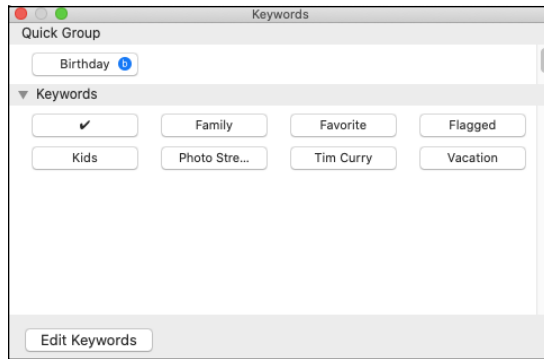 Keywords
Quick Group
Birthday b
Keywords
✔ Family Favorite Flagged
Kids Photo Stre... Tim Curry Vacation
Edit Keywords